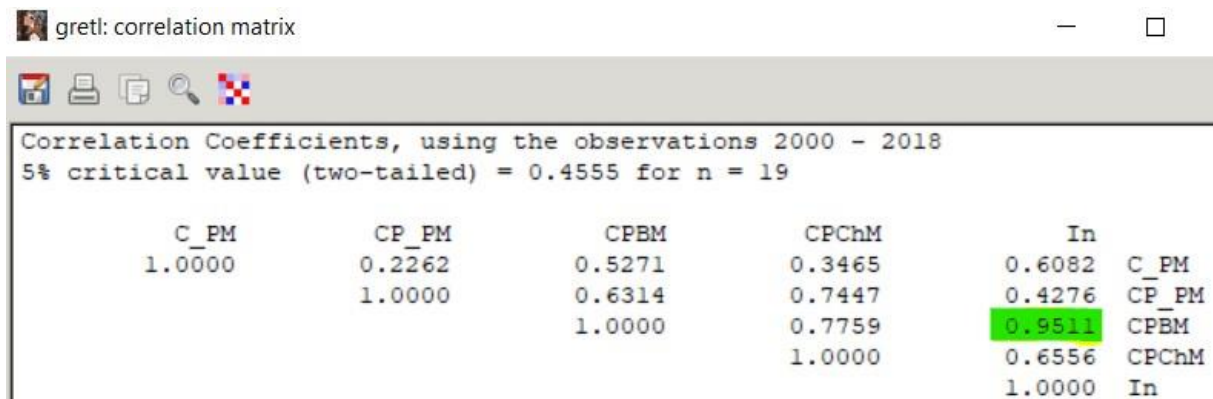 gretl: correlation matrix
Correlation Coefficients, using the observations 2000 - 2018
5% critical value (two-tailed) = 0.4555 for n = 19
C_PM CP_PM CPBM CPChM In
1.0000 0.2262 0.5271 0.3465 0.6082 C_PM
1.0000 0.6314 0.7447 0.4276 CP_PM
1.0000 0.7759 0.9511 CPBM
1.0000 0.6556 CPChM
1.0000 In